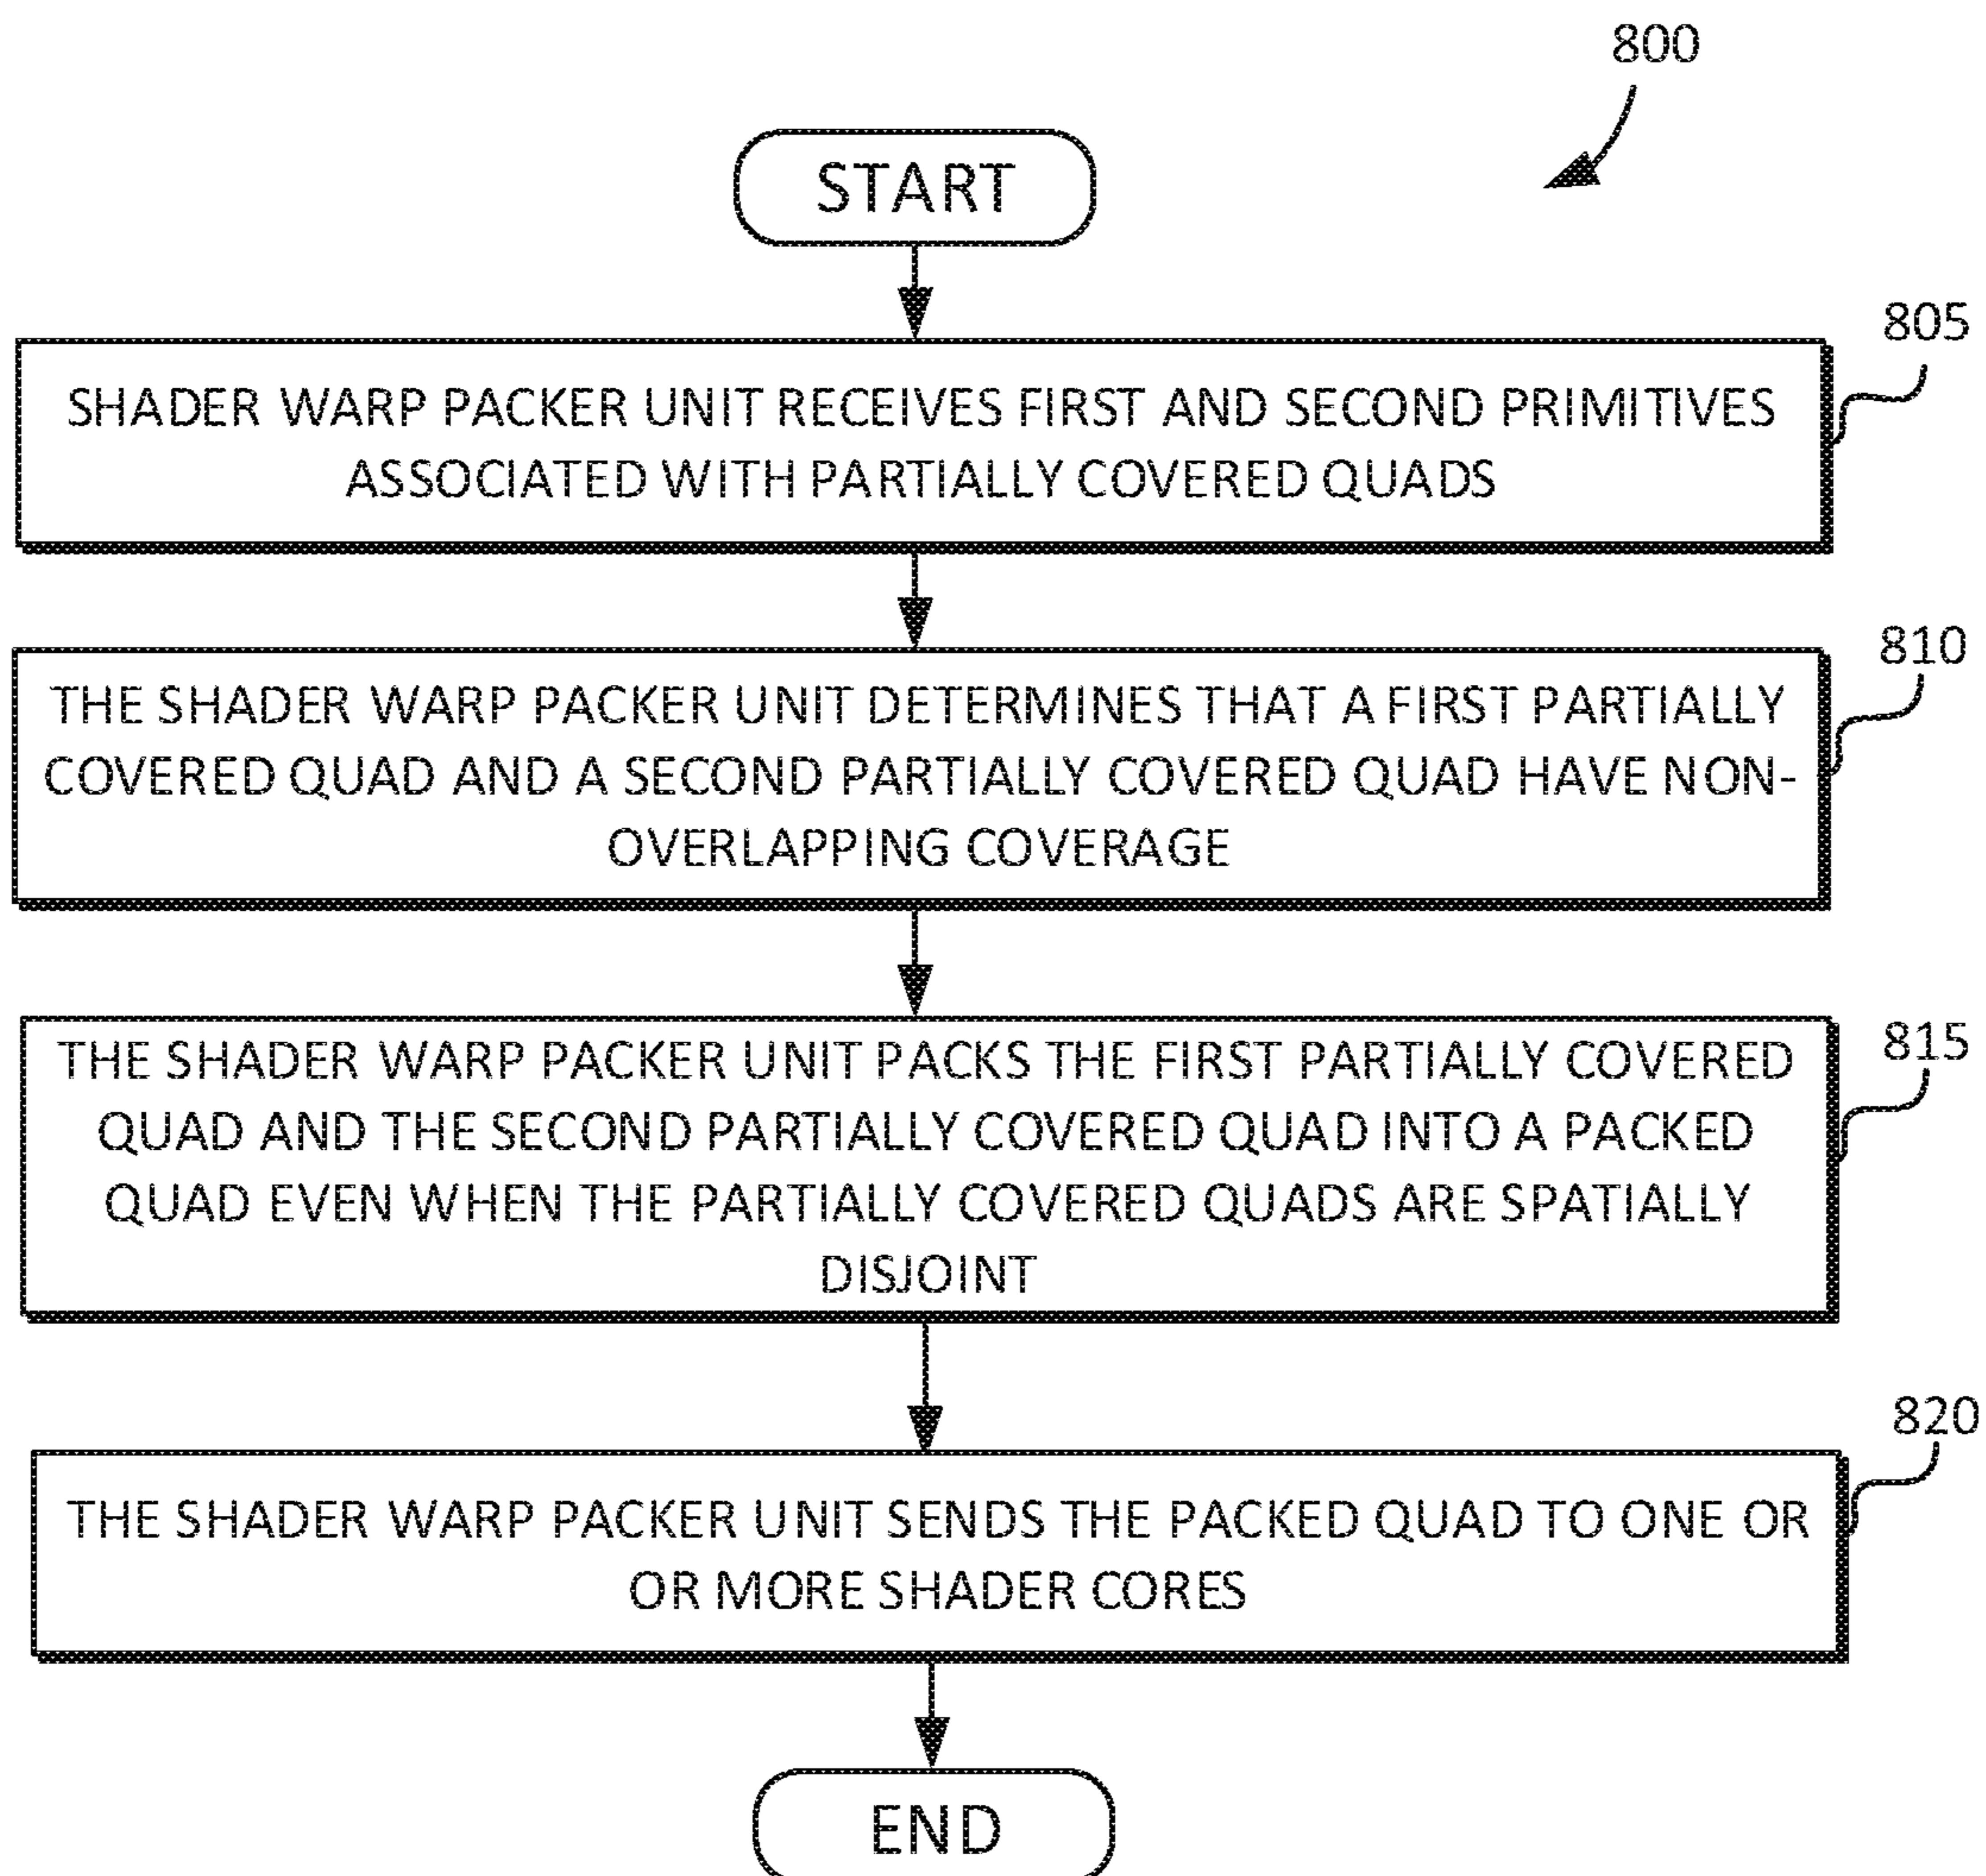 800
START
805
SHADER WARP PACKER UNIT RECEIVES FIRST AND SECOND PRIMITIVES
ASSOCIATED WITH PARTIALLY COVERED QUADS
810
THE SHADER WARP PACKER UNIT DETERMINES THAT A FIRST PARTIALLY
COVERED QUAD AND A SECOND PARTIALLY COVERED QUAD HAVE NON-
OVERLAPPING COVERAGE
815
THE SHADER WARP PACKER UNIT PACKS THE FIRST PARTIALLY COVERED
QUAD AND THE SECOND PARTIALLY COVERED QUAD INTO A PACKED
QUAD EVEN WHEN THE PARTIALLY COVERED QUADS ARE SPATIALLY
DISJOINT
820
THE SHADER WARP PACKER UNIT SENDS THE PACKED QUAD TO ONE OR
OR MORE SHADER CORES
END